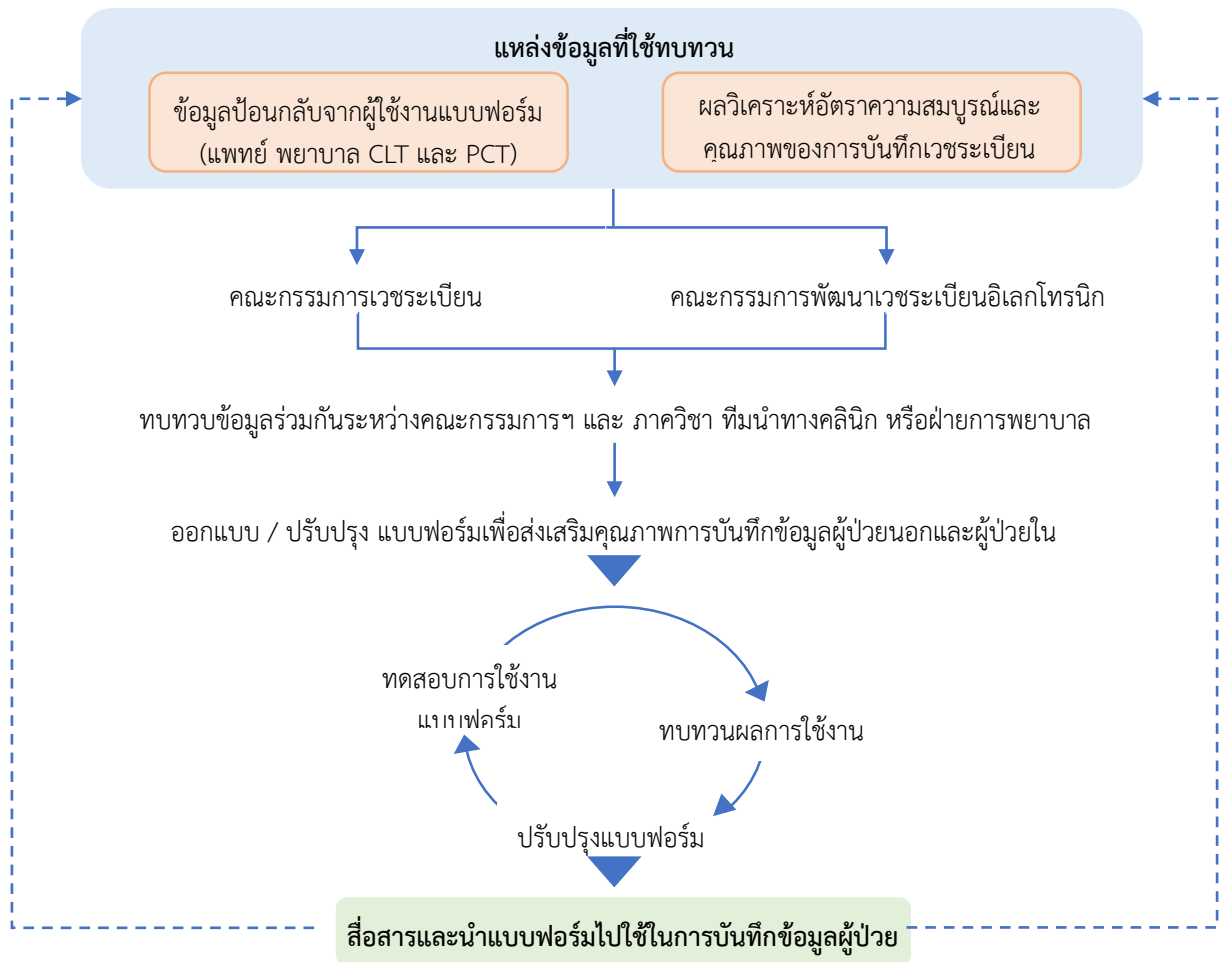 แหล่งข้อมูลที่ใช้ทบทวน
ข้อมูลป้อนกลับจากผู้ใช้งานแบบฟอร์ม
(แพทย์ พยาบาล CLT และ PCT)
ผลวิเคราะห์อัตราความสมบูรณ์และ
คุณภาพของการบันทึกเวชระเบียน
คณะกรรมการเวชระเบียน
คณะกรรมการพัฒนาเวชระเบียนอิเลกโทรนิก
ทบทวบข้อมูลร่วมกันระหว่างคณะกรรมการฯ และ ภาควิชา ทีมนำทางคลินิก หรือฝ่ายการพยาบาล
ออกแบบ / ปรับปรุง แบบฟอร์มเพื่อส่งเสริมคุณภาพการบันทึกข้อมูลผู้ป่วยนอกและผู้ป่วยใน
ทดสอบการใช้งาน
แบบฟอร์ม
ทบทวนผลการใช้งาน
ปรับปรุงแบบฟอร์ม
สื่อสารและนำแบบฟอร์มไปใช้ในการบันทึกข้อมูลผู้ป่วย